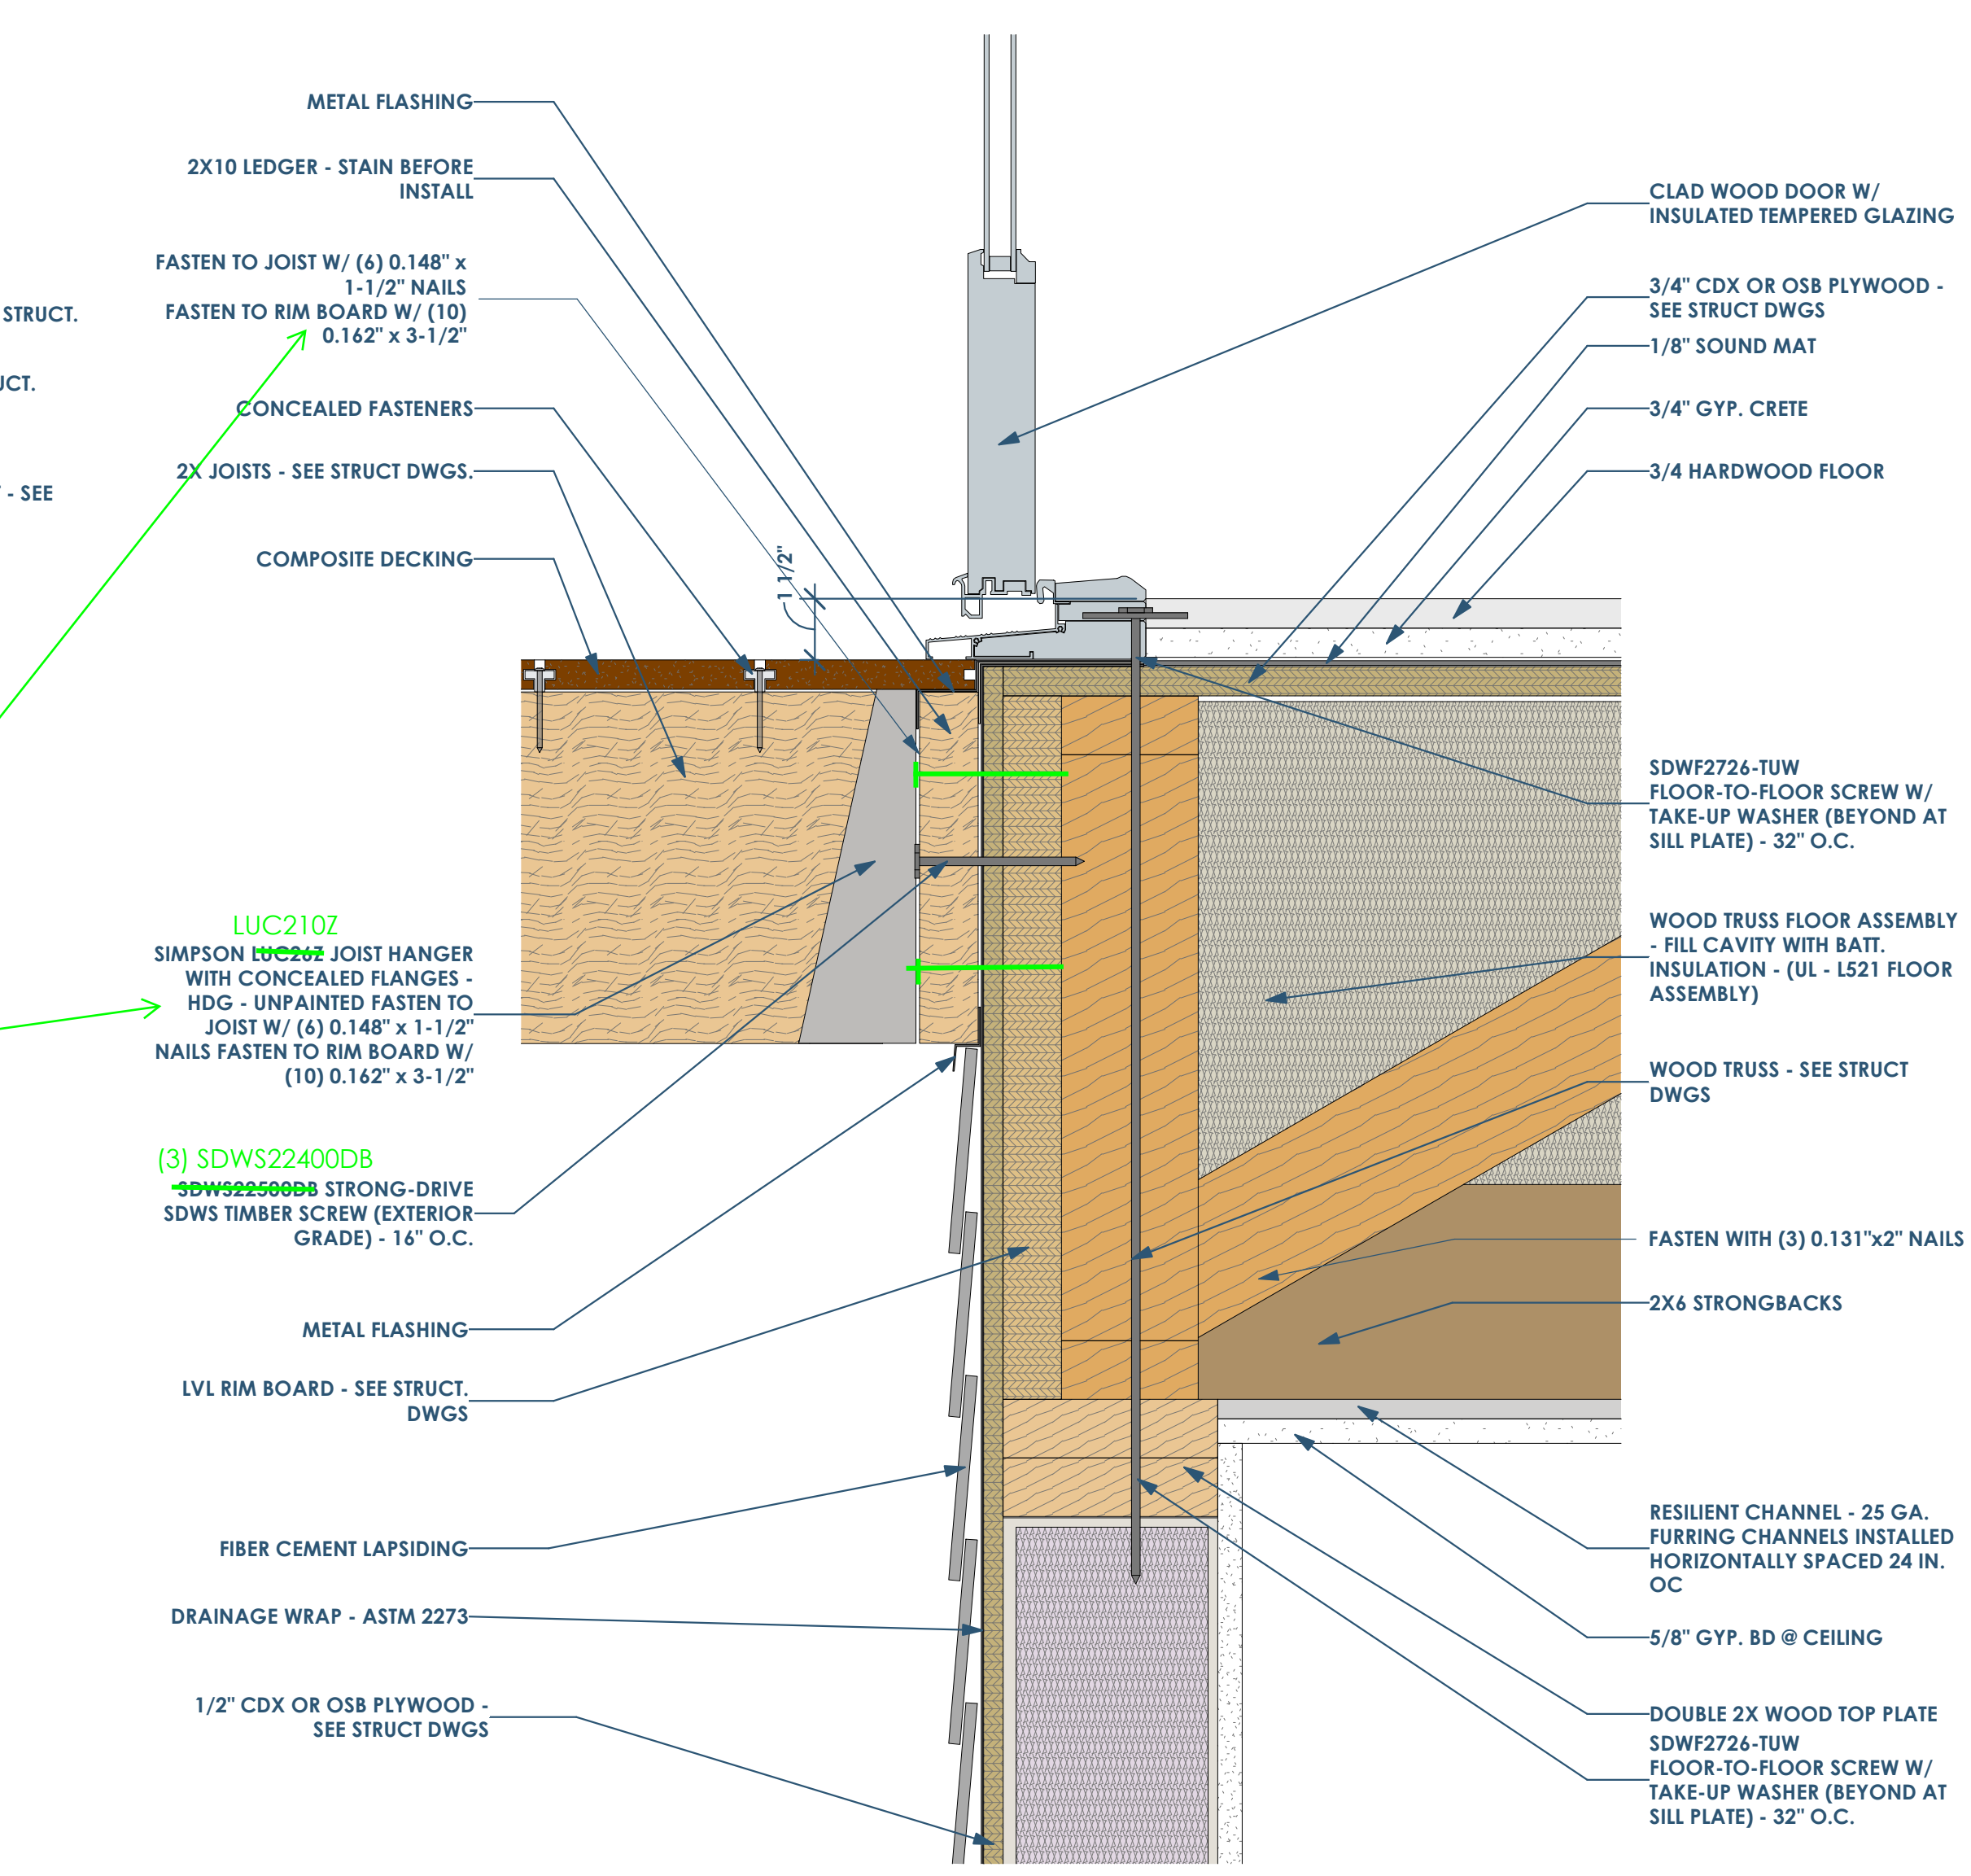 STRUCT.
UCT.
- SEE
METAL FLASHING
2X10 LEDGER - STAIN BEFORE
INSTALL
FASTEN TO JOIST W/ (6) 0.148" x
1-1/2" NAILS
FASTEN TO RIM BOARD W/ (10)
0.162" x 3-1/2"
CONCEALED FASTENERS
2X JOISTS - SEE STRUCT DWGS.
COMPOSITE DECKING
1 1/2"
LUC210Z
SIMPSON LUC26Z JOIST HANGER
WITH CONCEALED FLANGES -
HDG - UNPAINTED FASTEN TO
JOIST W/ (6) 0.148" x 1-1/2"
NAILS FASTEN TO RIM BOARD W/
(10) 0.162" x 3-1/2"
(3) SDWS22400DB
SDWS22500DB STRONG-DRIVE
SDWS TIMBER SCREW (EXTERIOR
GRADE) - 16" O.C.
METAL FLASHING
LVL RIM BOARD - SEE STRUCT.
DWGS
FIBER CEMENT LAPSIDING
DRAINAGE WRAP - ASTM 2273
1/2" CDX OR OSB PLYWOOD -
SEE STRUCT DWGS
CLAD WOOD DOOR W/
INSULATED TEMPERED GLAZING
3/4" CDX OR OSB PLYWOOD -
SEE STRUCT DWGS
1/8" SOUND MAT
3/4" GYP. CRETE
3/4 HARDWOOD FLOOR
SDWF2726-TUW
FLOOR-TO-FLOOR SCREW W/
TAKE-UP WASHER (BEYOND AT
SILL PLATE) - 32" O.C.
WOOD TRUSS FLOOR ASSEMBLY
- FILL CAVITY WITH BATT.
INSULATION - (UL - L521 FLOOR
ASSEMBLY)
WOOD TRUSS - SEE STRUCT
DWGS
FASTEN WITH (3) 0.131"x2" NAILS
2X6 STRONGBACKS
RESILIENT CHANNEL - 25 GA.
FURRING CHANNELS INSTALLED
HORIZONTALLY SPACED 24 IN.
OC
5/8" GYP. BD @ CEILING
DOUBLE 2X WOOD TOP PLATE
SDWF2726-TUW
FLOOR-TO-FLOOR SCREW W/
TAKE-UP WASHER (BEYOND AT
SILL PLATE) - 32" O.C.